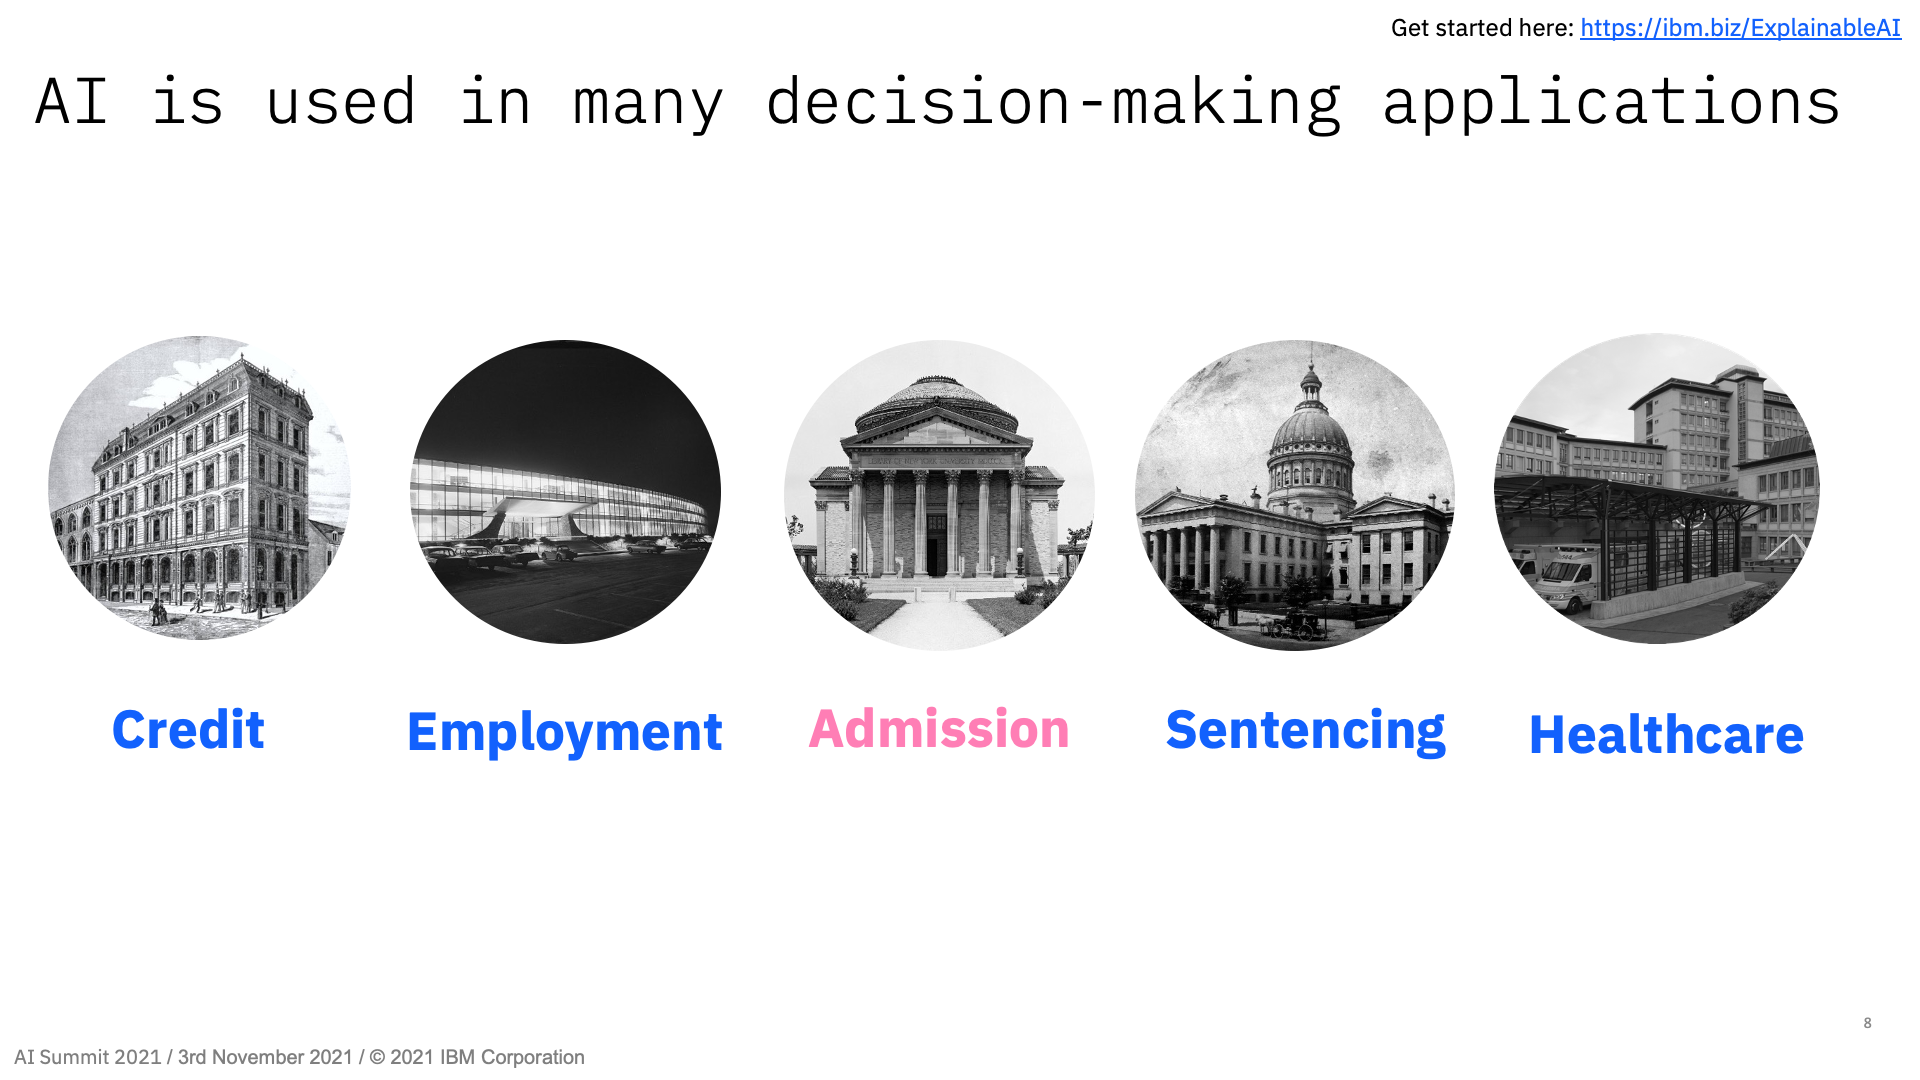 Get started here: https://ibm.biz/ExplainableAI
AI is used in many decision-making applications
Credit
Employment
Admission
Sentencing
Healthcare
8
AI Summit 2021 / 3rd November 2021 / © 2021 IBM Corporation